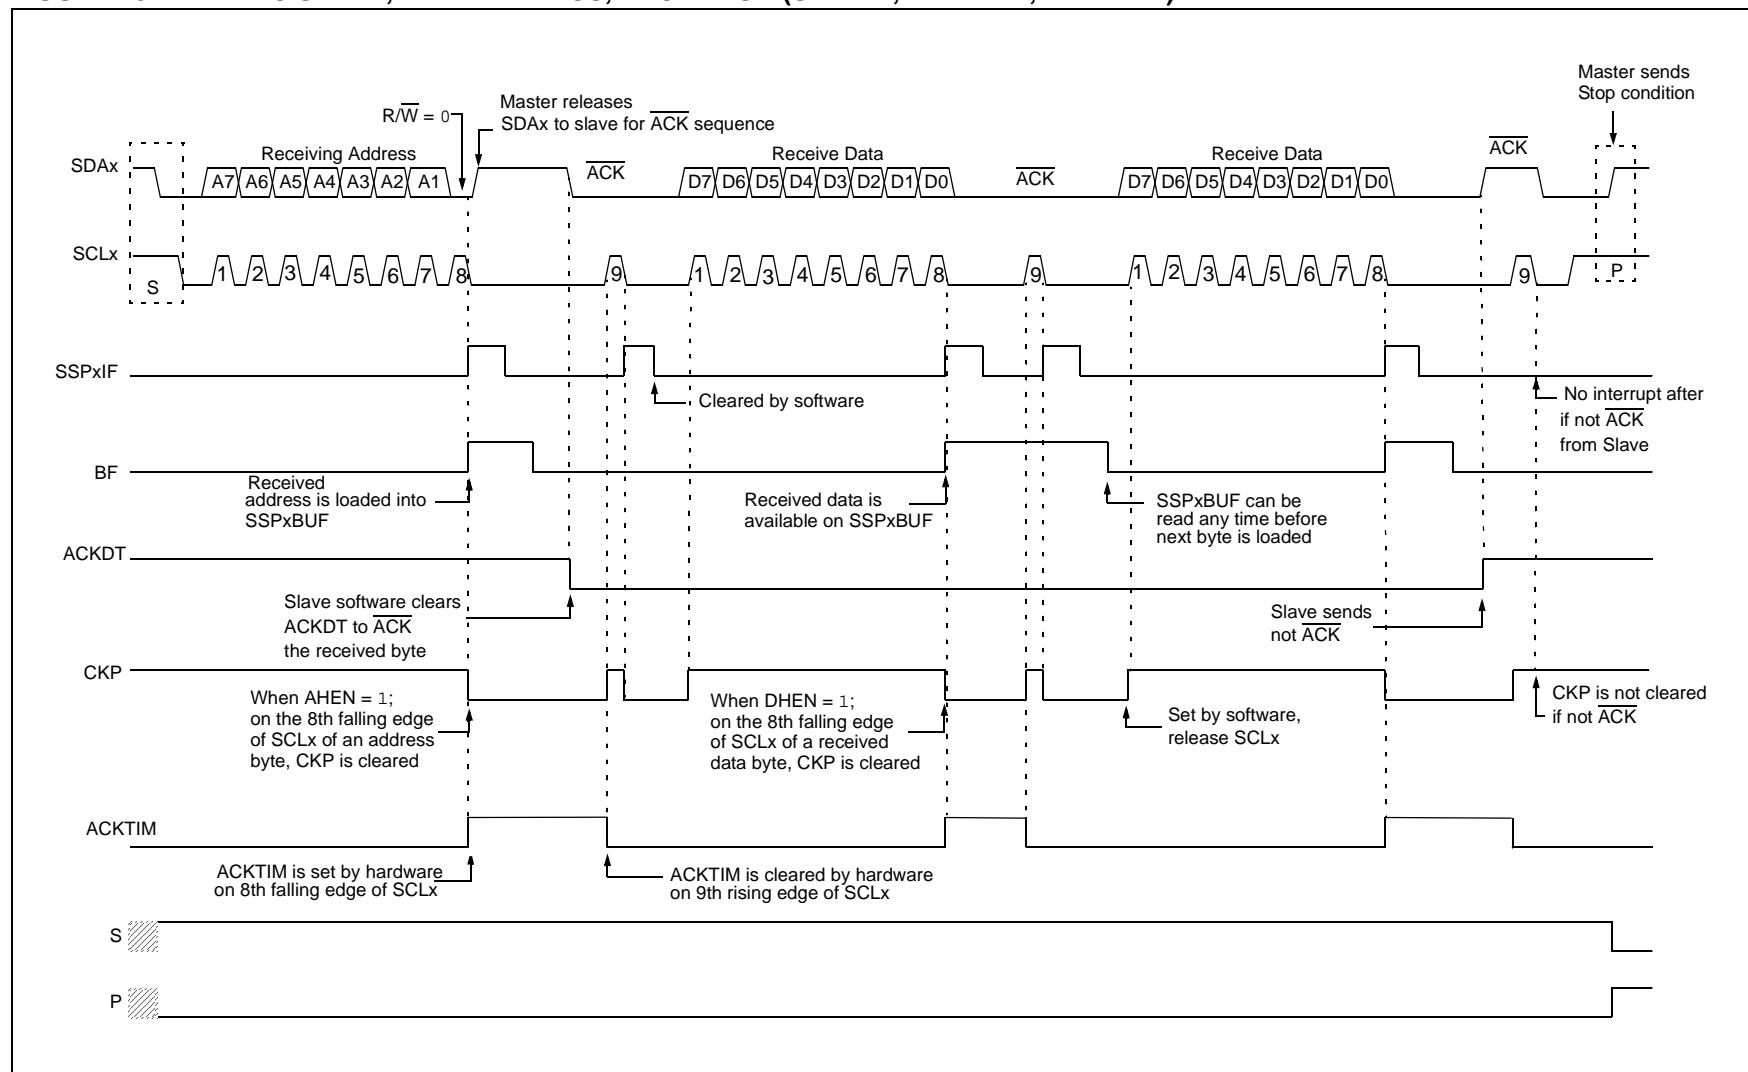 Master sends
Stop condition
Master releases
SDAx to slave for ACK sequence
R/W = 0
SDAx
Receiving Address
ACK
Receive Data
ACK
Receive Data
ACK
A7 A6 A5 A4 A3 A2 A1
D7 D6 D5 D4 D3 D2 D1 D0
D7 D6 D5 D4 D3 D2 D1 D0
SCLx
S
1 2 3 4 5 6 7 8 9
1 2 3 4 5 6 7 8 9
1 2 3 4 5 6 7 8 9
P
SSPxIF
Cleared by software
No interrupt after
if not ACK
from Slave
BF
Received
address is loaded into
SSPxBUF
Received data is
available on SSPxBUF
SSPxBUF can be
read any time before
next byte is loaded
ACKDT
Slave software clears
ACKDT to ACK
the received byte
Slave sends
not ACK
CKP
When AHEN = 1;
on the 8th falling edge
of SCLx of an address
byte, CKP is cleared
When DHEN = 1;
on the 8th falling edge
of SCLx of a received
data byte, CKP is cleared
Set by software,
release SCLx
CKP is not cleared
if not ACK
ACKTIM
ACKTIM is set by hardware
on 8th falling edge of SCLx
ACKTIM is cleared by hardware
on 9th rising edge of SCLx
S
P